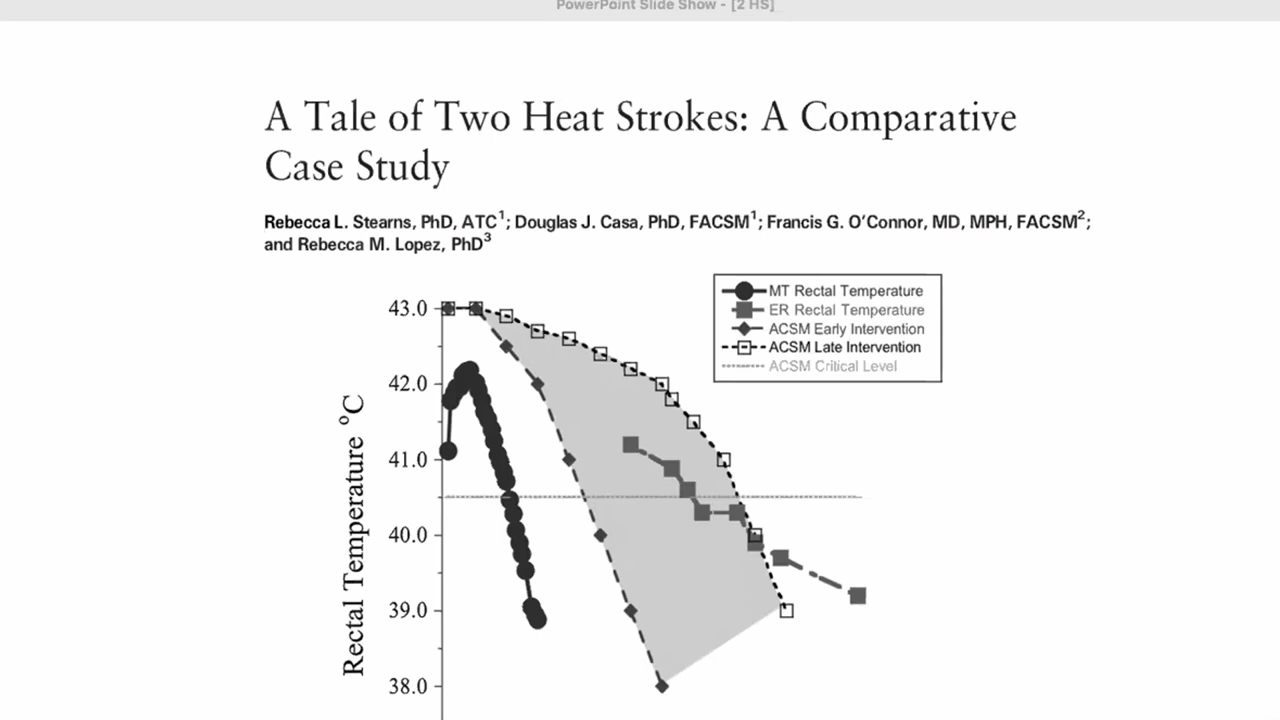 PowerPoint Slide Show - [2 HS]
A Tale of Two Heat Strokes: A Comparative
Case Study
Rebecca L. Stearns, PhD, ATC1; Douglas J. Casa, PhD, FACSM1; Francis G. O'Connor, MD, MPH, FACSM2;
and Rebecca M. Lopez, PhD3
MT Rectal Temperature
ER Rectal Temperature
ACSM Early Intervention
ACSM Late Intervention
ACSM Critical Level
Rectal Temperature °C
43.0
42.0
41.0
40.0
39.0
38.0